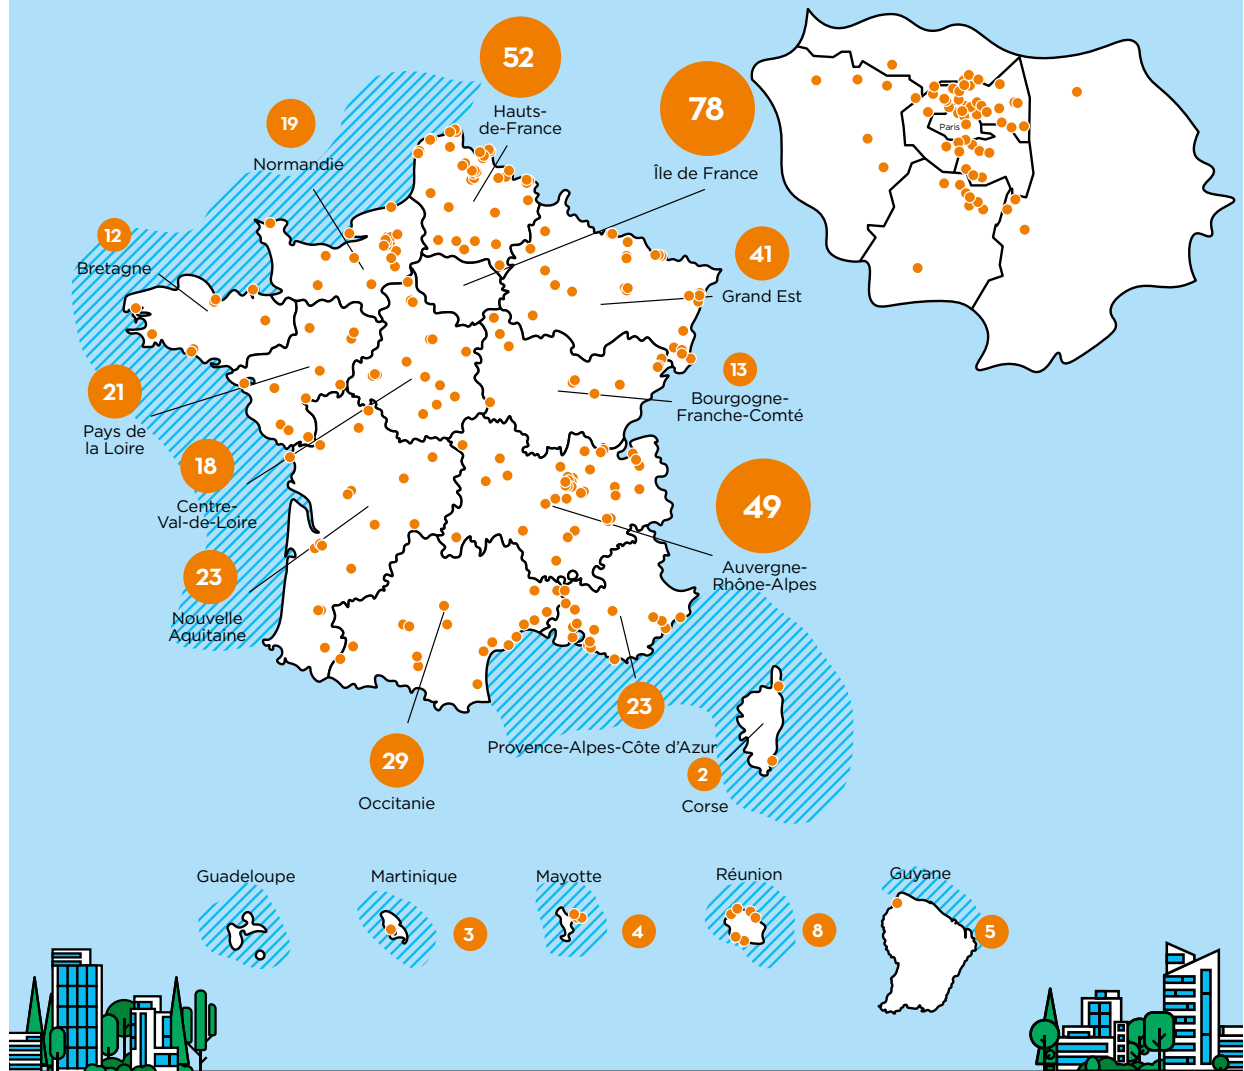 52
Hauts-
de-France
78
Île de France
Paris
19
Normandie
12
Bretagne
41
Grand Est
13
Bourgogne-
Franche-Comté
21
Pays de
la Loire
18
Centre-
Val-de-Loire
49
Auvergne-
Rhône-Alpes
23
Nouvelle
Aquitaine
23
Provence-Alpes-Côte d'Azur
29
Occitanie
2
Corse
Guadeloupe
Martinique
3
Mayotte
4
Réunion
8
Guyane
5